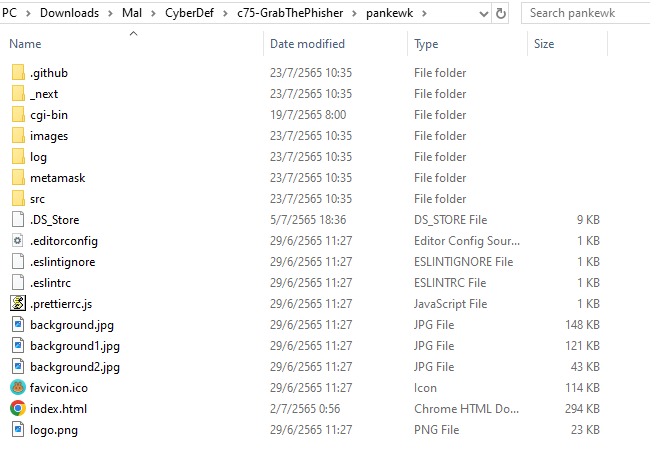 PC > Downloads > Mal > CyberDef > c75-GrabThePhisher > pankewk > Search pankewk
Name Date modified Type Size
.github 23/7/2565 10:35 File folder
_next 23/7/2565 10:35 File folder
cgi-bin 19/7/2565 8:00 File folder
images 23/7/2565 10:35 File folder
log 23/7/2565 10:35 File folder
metamask 23/7/2565 10:35 File folder
src 23/7/2565 10:35 File folder
.DS_Store 5/7/2565 18:36 DS_STORE File 9 KB
.editorconfig 29/6/2565 11:27 Editor Config Sour... 1 KB
.eslintignore 29/6/2565 11:27 ESLINTIGNORE File 1 KB
.eslintrc 29/6/2565 11:27 ESLINTRC File 1 KB
.prettierrc.js 29/6/2565 11:27 JavaScript File 1 KB
background.jpg 29/6/2565 11:27 JPG File 148 KB
background1.jpg 29/6/2565 11:27 JPG File 121 KB
background2.jpg 29/6/2565 11:27 JPG File 43 KB
favicon.ico 29/6/2565 11:27 Icon 114 KB
index.html 2/7/2565 0:56 Chrome HTML Do... 294 KB
logo.png 29/6/2565 11:27 PNG File 23 KB